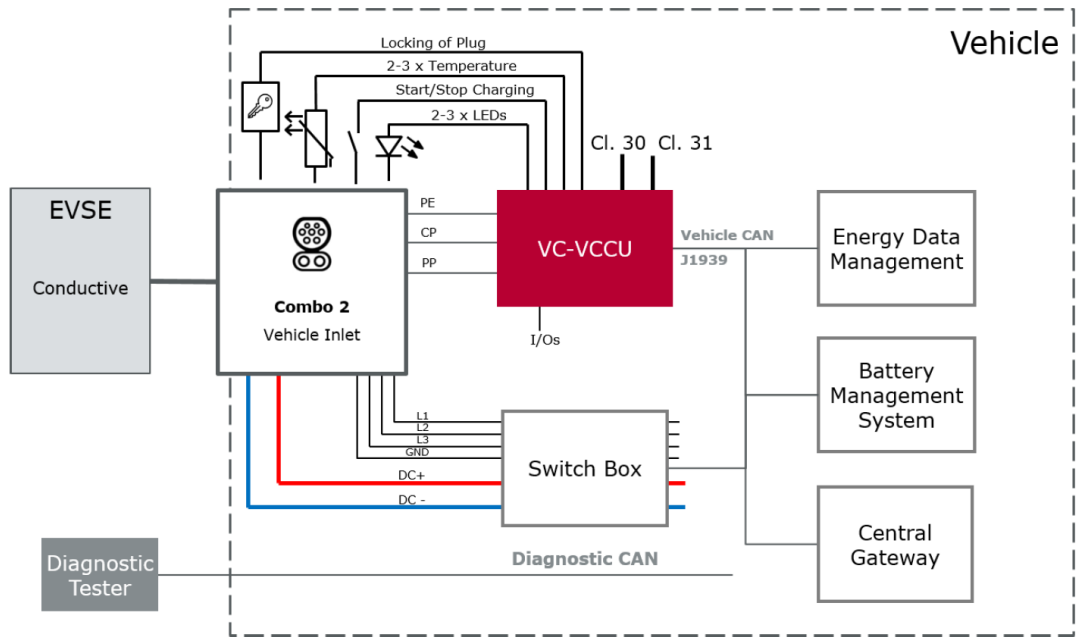 Vehicle
Locking of Plug
2-3 x Temperature
Start/Stop Charging
2-3 x LEDs
Cl. 30
Cl. 31
EVSE
Conductive
Combo 2
Vehicle Inlet
PE
CP
PP
VC-VCCU
I/Os
Vehicle CAN
J1939
Energy Data
Management
Battery
Management
System
L1
L2
L3
GND
DC+
DC -
Switch Box
Central
Gateway
Diagnostic
Tester
Diagnostic CAN